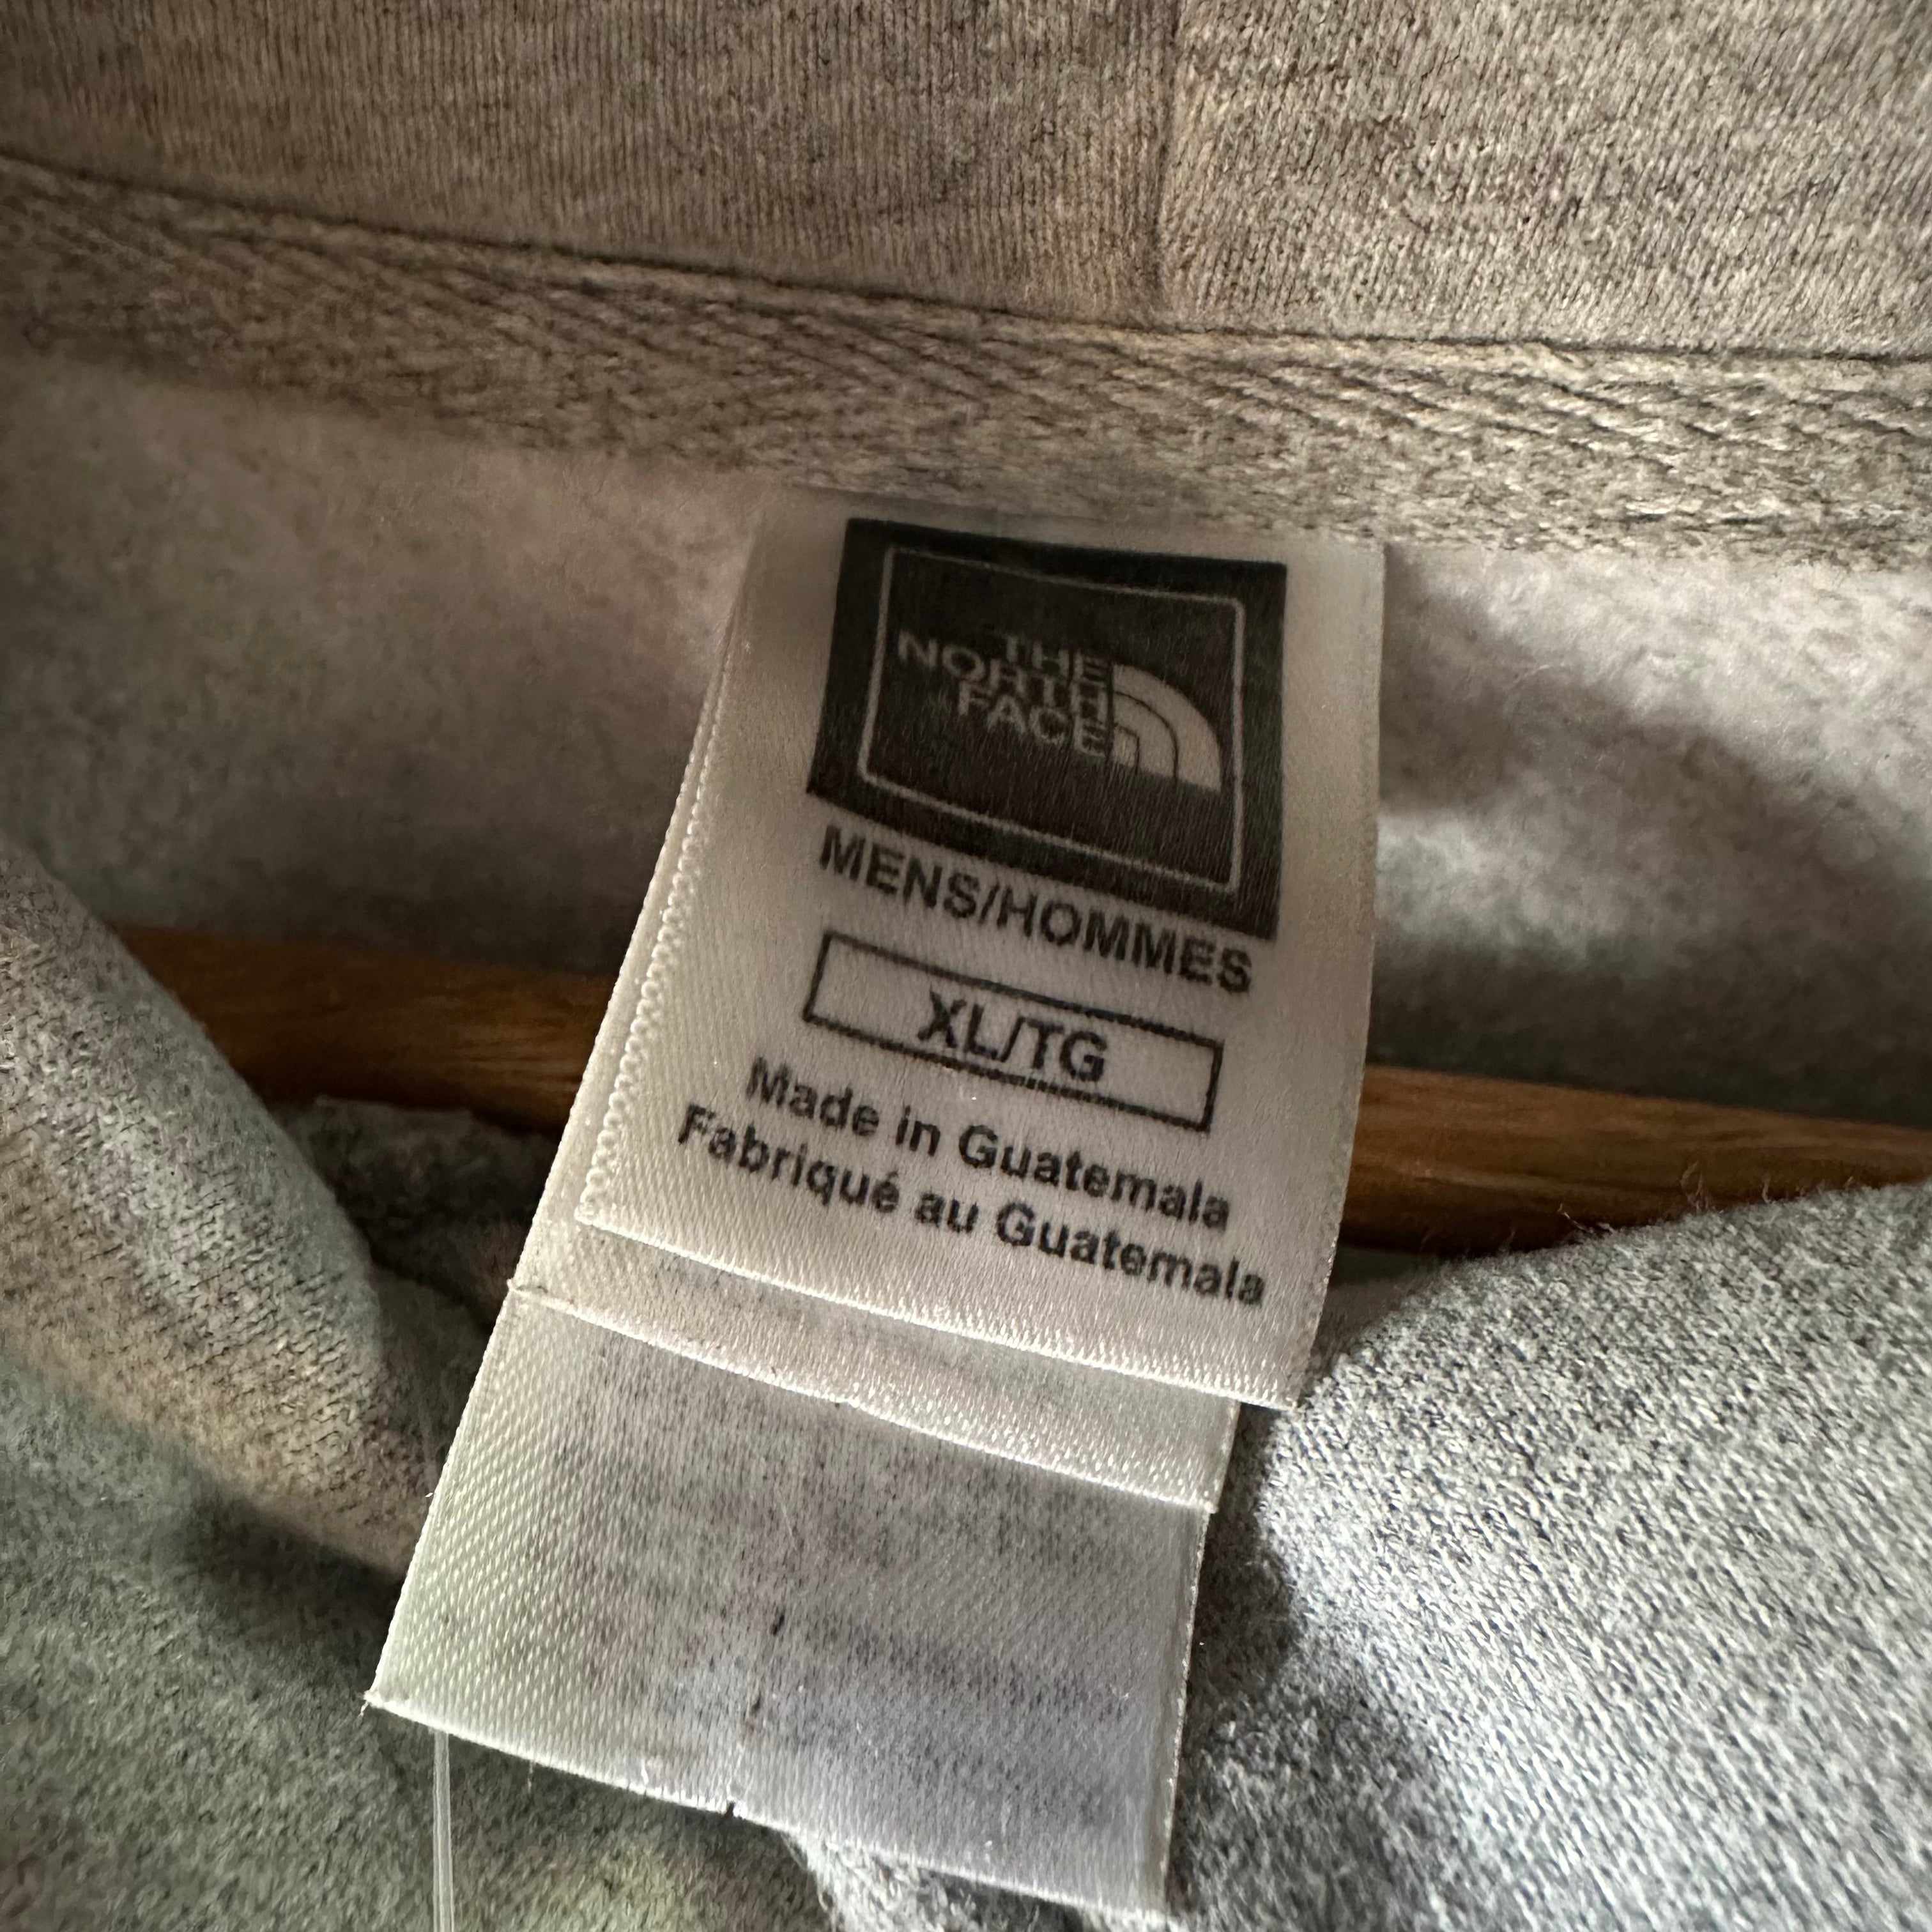 THE
NORTH
FACE
MENS/HOMMES
XL/TG
Made in Guatemala
Fabriqué au Guatemala